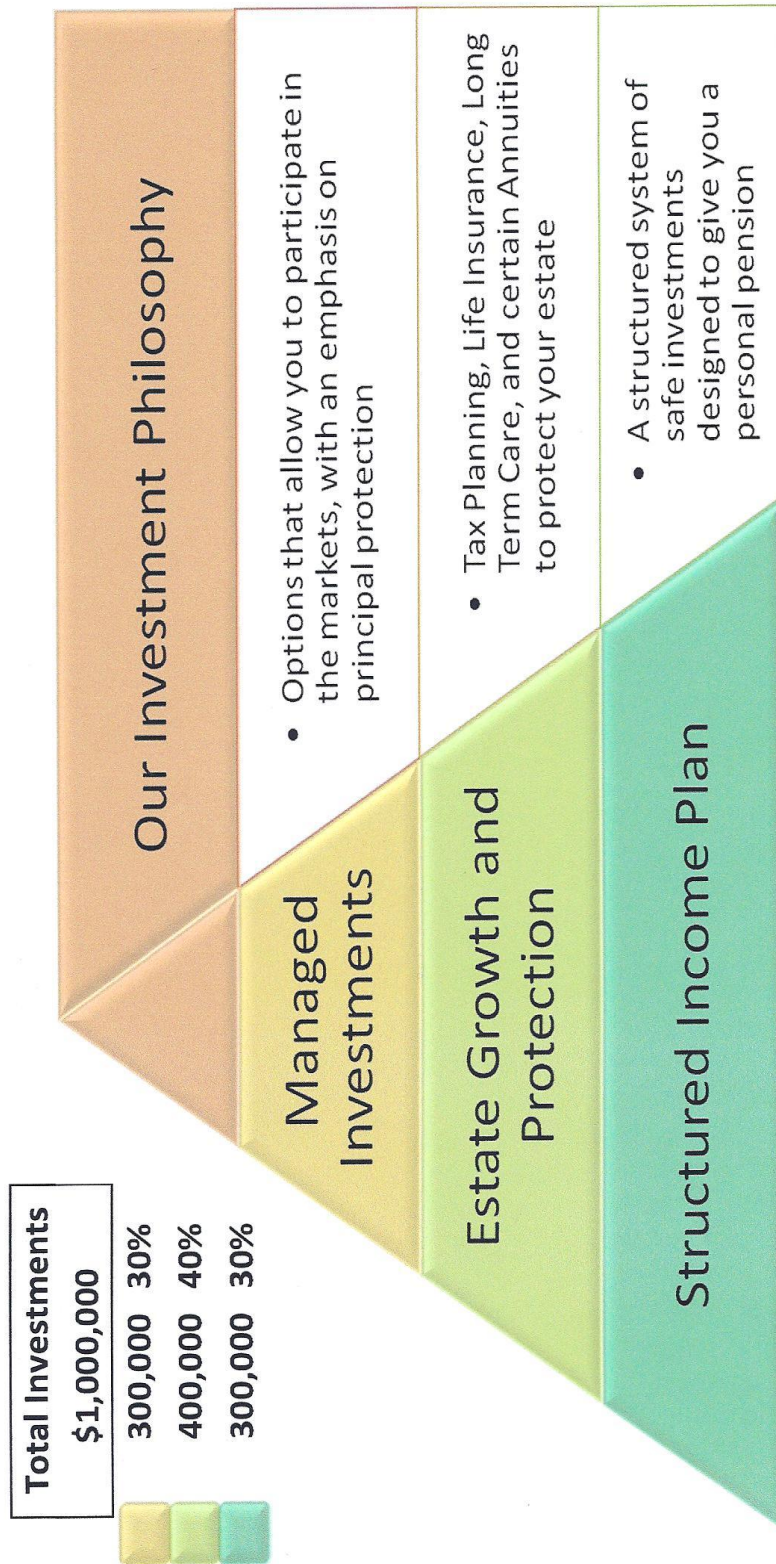 Total Investments
$1,000,000
300,000 30%
400,000 40%
300,000 30%
Our Investment Philosophy
Managed
Investments
• Options that allow you to participate in
the markets, with an emphasis on
principal protection
Estate Growth and
Protection
• Tax Planning, Life Insurance, Long
Term Care, and certain Annuities
to protect your estate
Structured Income Plan
• A structured system of
safe investments
designed to give you a
personal pension